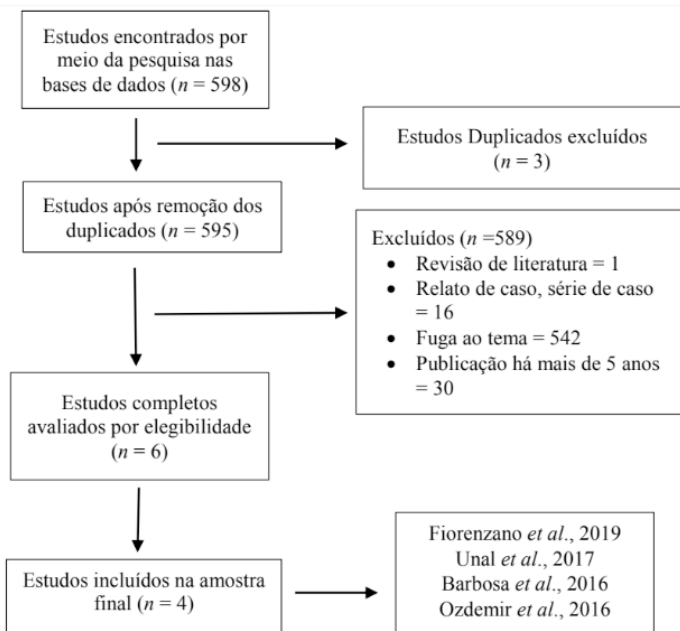 Estudos encontrados por
meio da pesquisa nas
bases de dados (n = 598)
Estudos Duplicados excluídos
(n = 3)
Estudos após remoção dos
duplicados (n = 595)
Excluídos (n =589)
• Revisão de literatura = 1
• Relato de caso, série de caso
= 16
• Fuga ao tema = 542
• Publicação há mais de 5 anos
= 30
Estudos completos
avaliados por elegibilidade
(n = 6)
Estudos incluídos na amostra
final (n = 4)
Fiorenzano et al., 2019
Unal et al., 2017
Barbosa et al., 2016
Ozdemir et al., 2016